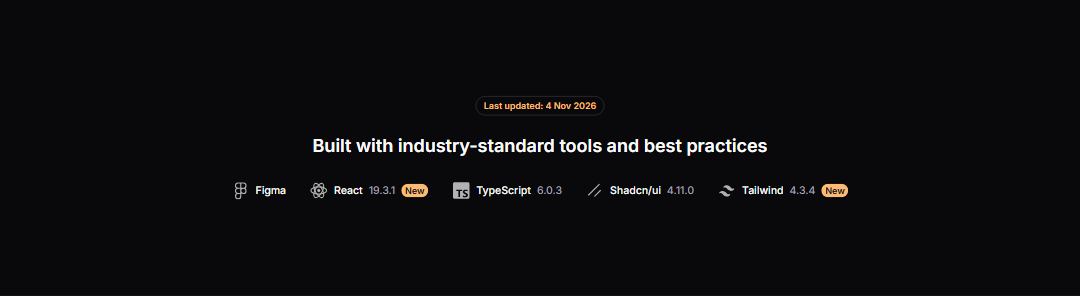 Last updated: 4 Nov 2026
Built with industry-standard tools and best practices
Figma React 19.3.1 New TS TypeScript 6.0.3 Shadcn/ui 4.11.0 Tailwind 4.3.4 New